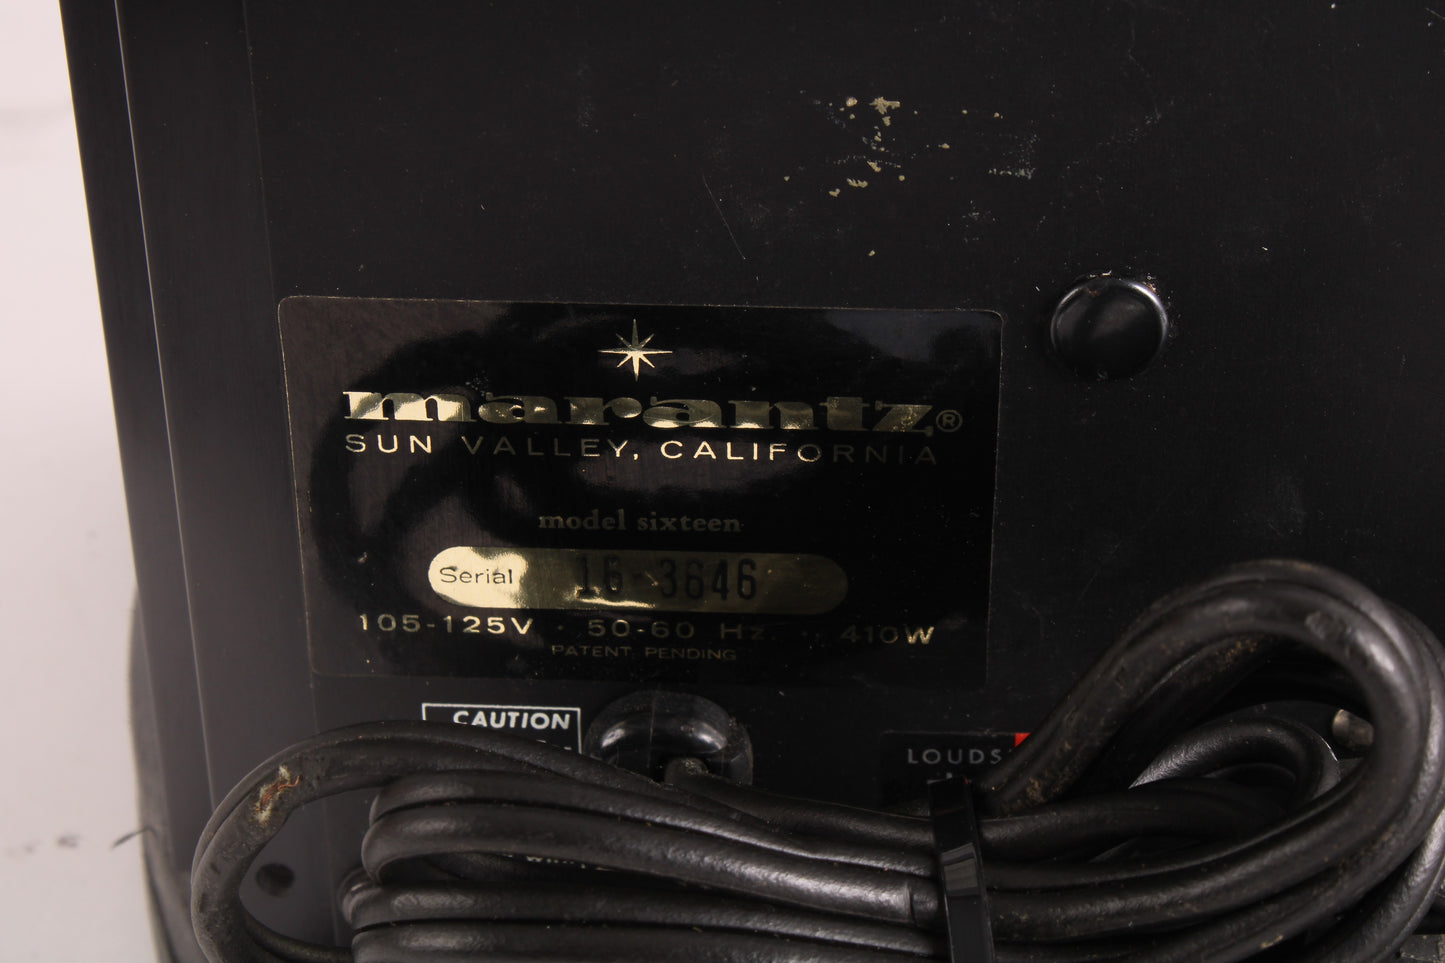 marantz®
SUN VALLEY, CALIFORNIA
model sixteen
Serial 16-3646
105-125V · 50-60 Hz · 410W
PATENT PENDING
CAUTION
LOUDS